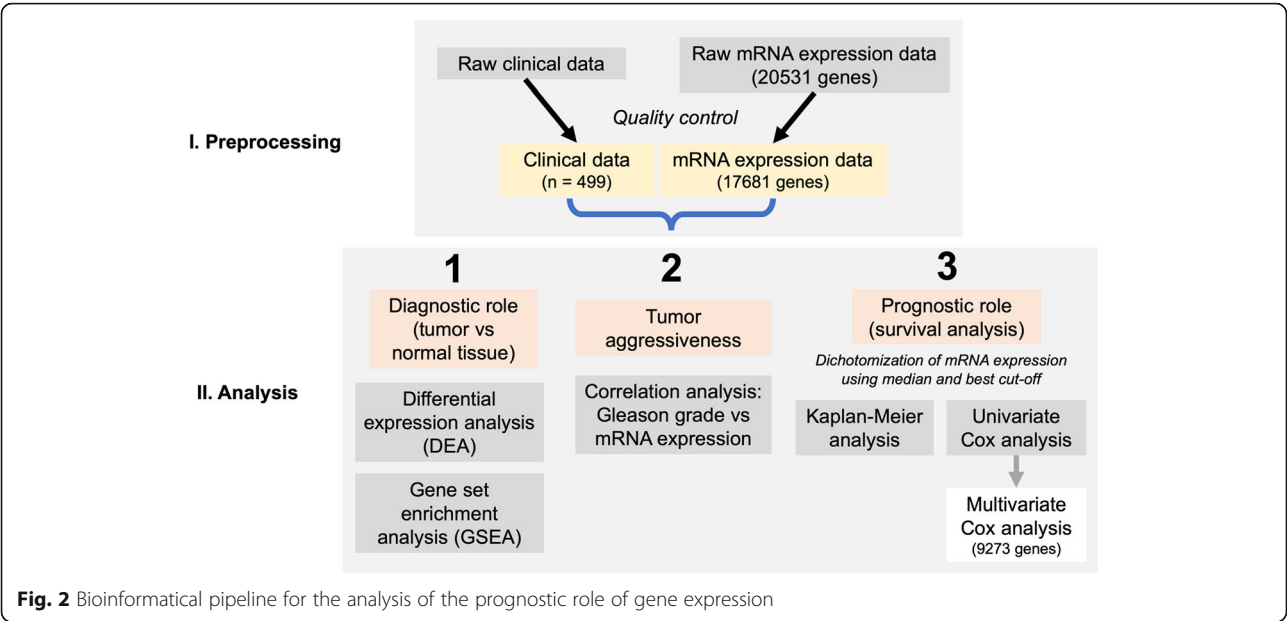 Raw clinical data
Raw mRNA expression data
(20531 genes)
Quality control
I. Preprocessing
Clinical data
(n = 499)
mRNA expression data
(17681 genes)
II. Analysis
1
Diagnostic role
(tumor vs
normal tissue)
Differential
expression analysis
(DEA)
Gene set
enrichment
analysis (GSEA)
2
Tumor
aggressiveness
Correlation analysis:
Gleason grade vs
mRNA expression
3
Prognostic role
(survival analysis)
Dichotomization of mRNA expression
using median and best cut-off
Kaplan-Meier
analysis
Univariate
Cox analysis
Multivariate
Cox analysis
(9273 genes)
Fig. 2 Bioinformatical pipeline for the analysis of the prognostic role of gene expression